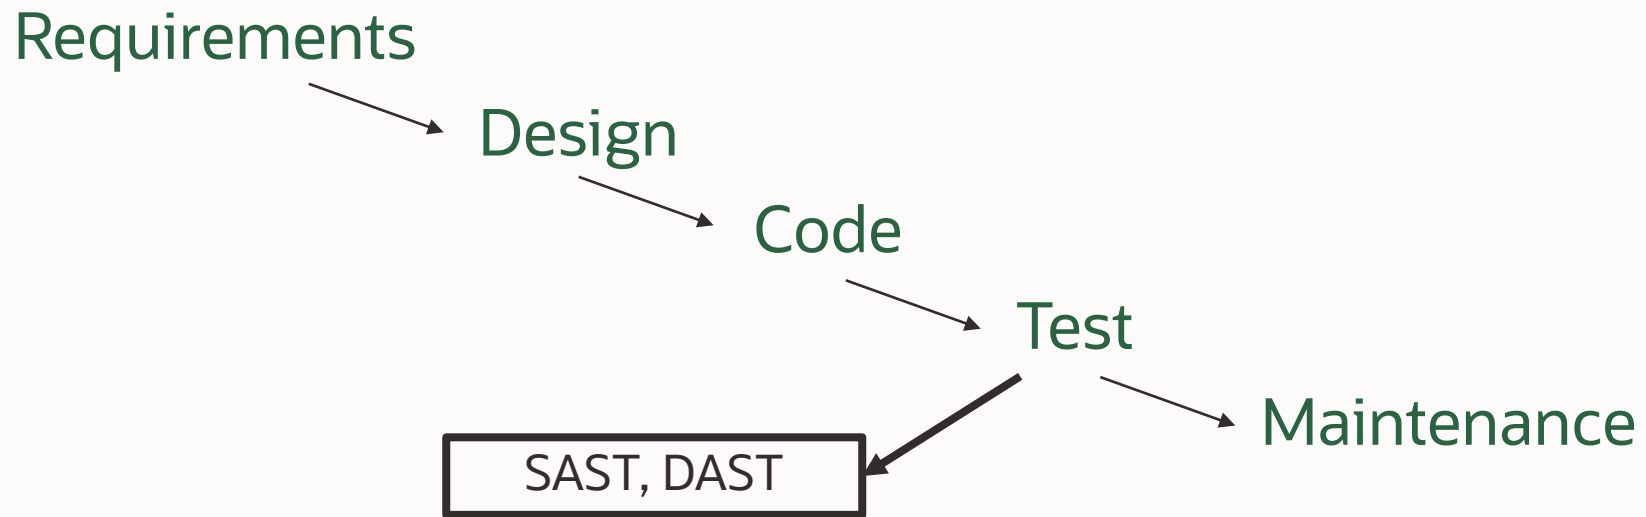 Requirements
Design
Code
Test
Maintenance
SAST, DAST